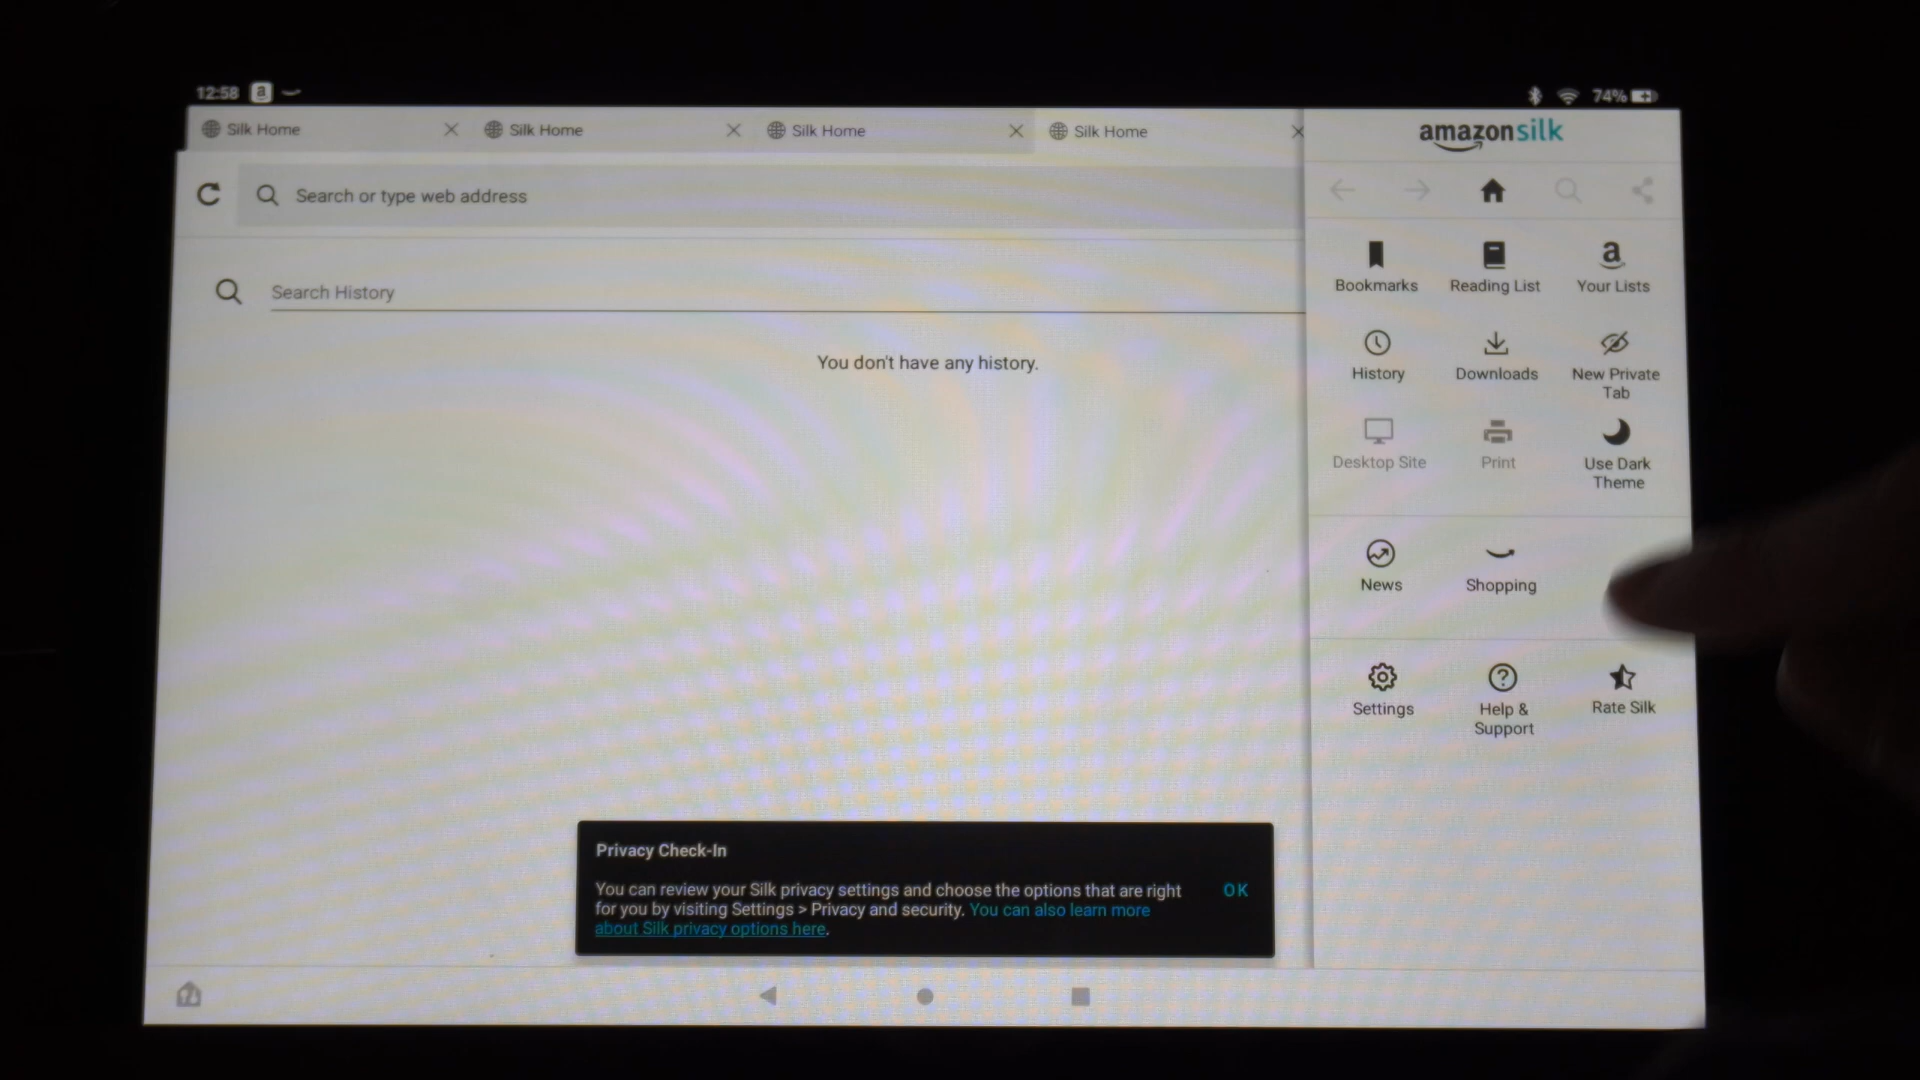 12:58
74%
Silk Home
Silk Home
Silk Home
Silk Home
amazonsilk
Search or type web address
Search History
You don't have any history.
Bookmarks
Reading List
a
Your Lists
History
Downloads
New Private
Tab
Desktop Site
Print
Use Dark
Theme
News
Shopping
Settings
Help &
Support
Rate Silk
Privacy Check-In
You can review your Silk privacy settings and choose the options that are right
for you by visiting Settings > Privacy and security. You can also learn more
about Silk privacy options here.
OK